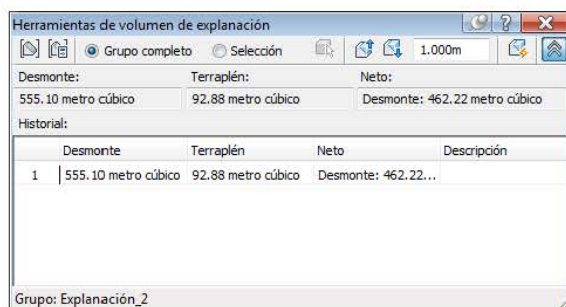 Herramientas de volumen de explanación
Grupo completo Selección 1.000m
Desmonte: Terraplén: Neto:
555.10 metro cúbico 92.88 metro cúbico Desmonte: 462.22 metro cúbico
Historial:
Desmonte Terraplén Neto Descripción
1 555.10 metro cúbico 92.88 metro cúbico Desmonte: 462.22...
Grupo: Explanación_2